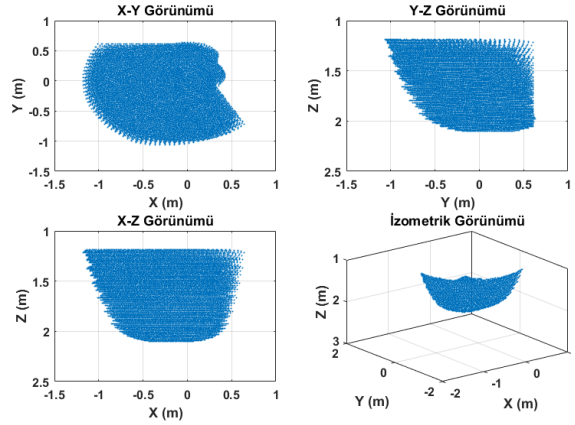 X-Y Görünümü
1
0.5
0
-0.5
-1
-1.5
Y (m)
-1.5 -1 -0.5 0 0.5 1
X (m)
Y-Z Görünümü
1
1.5
2
2.5
Z (m)
-1.5 -1 -0.5 0 0.5 1
Y (m)
X-Z Görünümü
1
1.5
2
2.5
Z (m)
-1.5 -1 -0.5 0 0.5 1
X (m)
İzometrik Görünümü
1
2
3
Z (m)
2
0
-2
Y (m)
-2
-1
0
X (m)